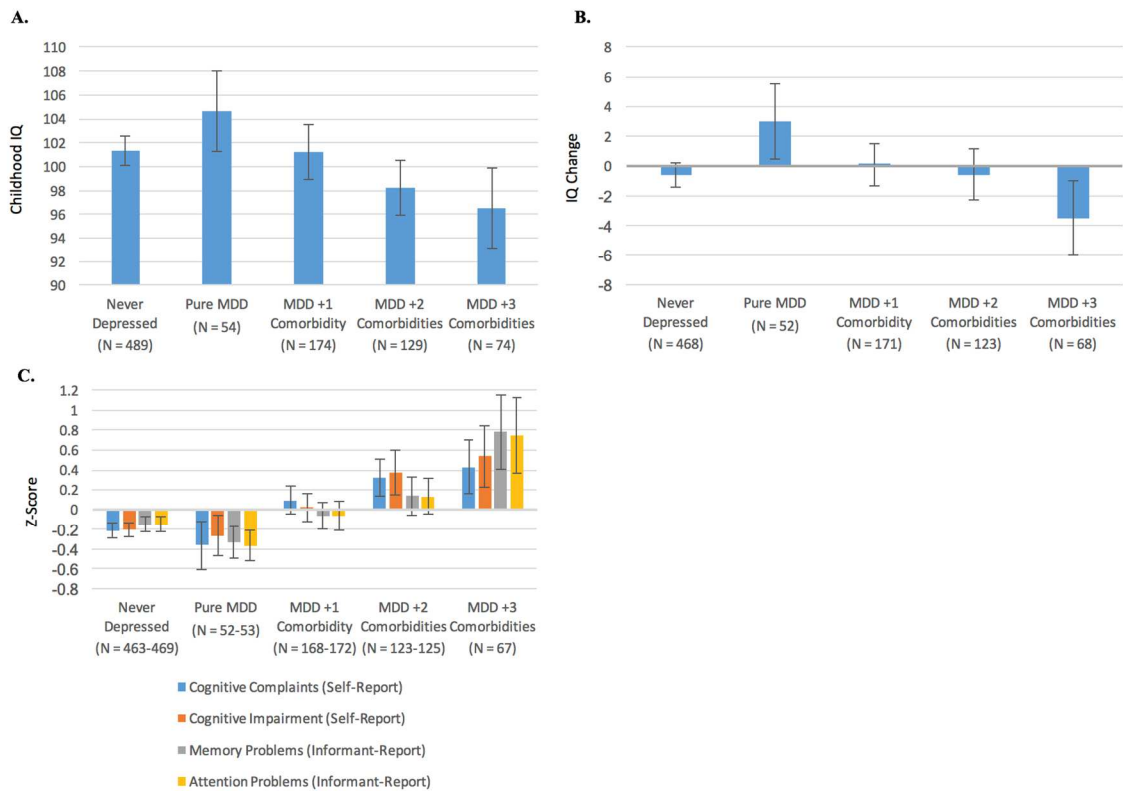 A.
110
108
106
104
102
100
98
96
94
92
90
Childhood IQ
Never
Depressed
(N = 489)
Pure MDD
(N = 54)
MDD +1
Comorbidity
(N = 174)
MDD +2
Comorbidities
(N = 129)
MDD +3
Comorbidities
(N = 74)
B.
8
6
4
2
0
-2
-4
-6
-8
IQ Change
Never
Depressed
(N = 468)
Pure MDD
(N = 52)
MDD +1
Comorbidity
(N = 171)
MDD +2
Comorbidities
(N = 123)
MDD +3
Comorbidities
(N = 68)
C.
1.2
1
0.8
0.6
0.4
0.2
0
-0.2
-0.4
-0.6
-0.8
Z-Score
Never
Depressed
(N = 463-469)
Pure MDD
(N = 52-53)
MDD +1
Comorbidity
(N = 168-172)
MDD +2
Comorbidities
(N = 123-125)
MDD +3
Comorbidities
(N = 67)
Cognitive Complaints (Self-Report)
Cognitive Impairment (Self-Report)
Memory Problems (Informant-Report)
Attention Problems (Informant-Report)